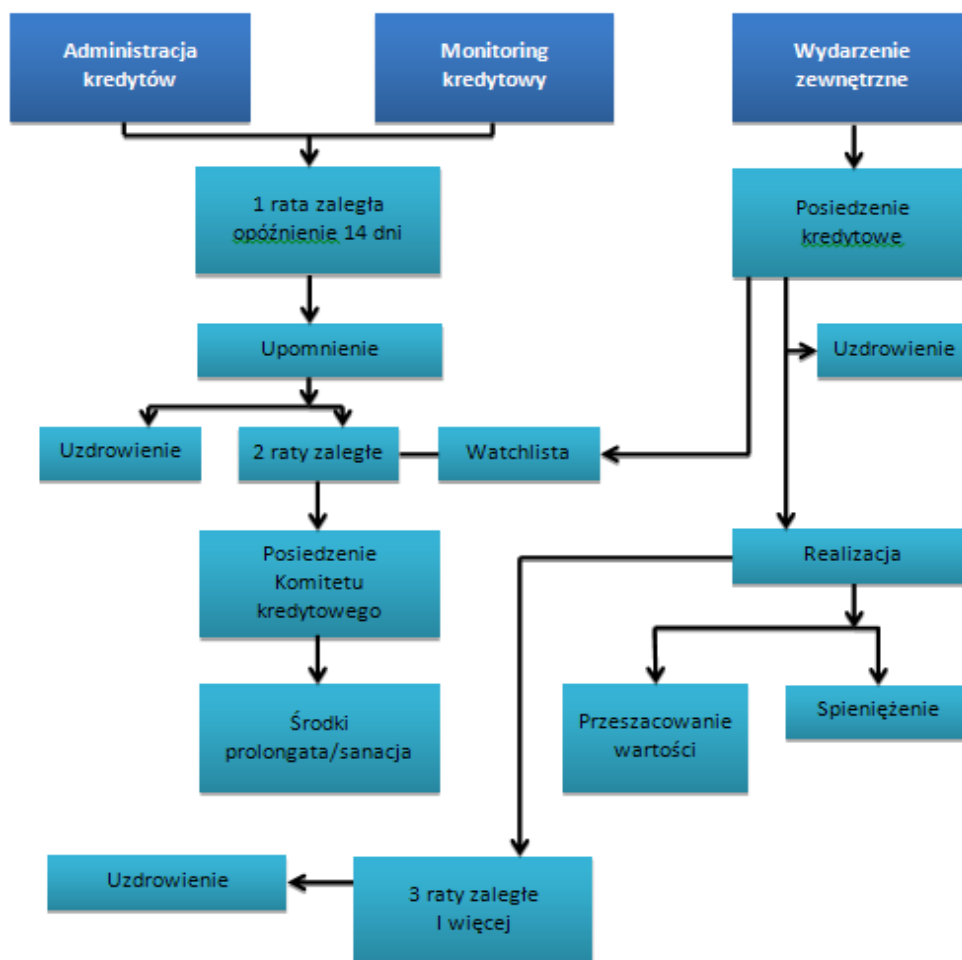 Administracja
kredytów
Monitoring
kredytowy
Wydarzenie
zewnętrzne
1 rata zaległa
opóźnienie 14 dni
Posiedzenie
kredytowe
Upomnienie
Uzdrowienie
Uzdrowienie
2 raty zaległe
Watchlista
Posiedzenie
Komitetu
kredytowego
Realizacja
Środki
prolongata/sanacja
Przeszacowanie
wartości
Spieniężenie
Uzdrowienie
3 raty zaległe
I więcej